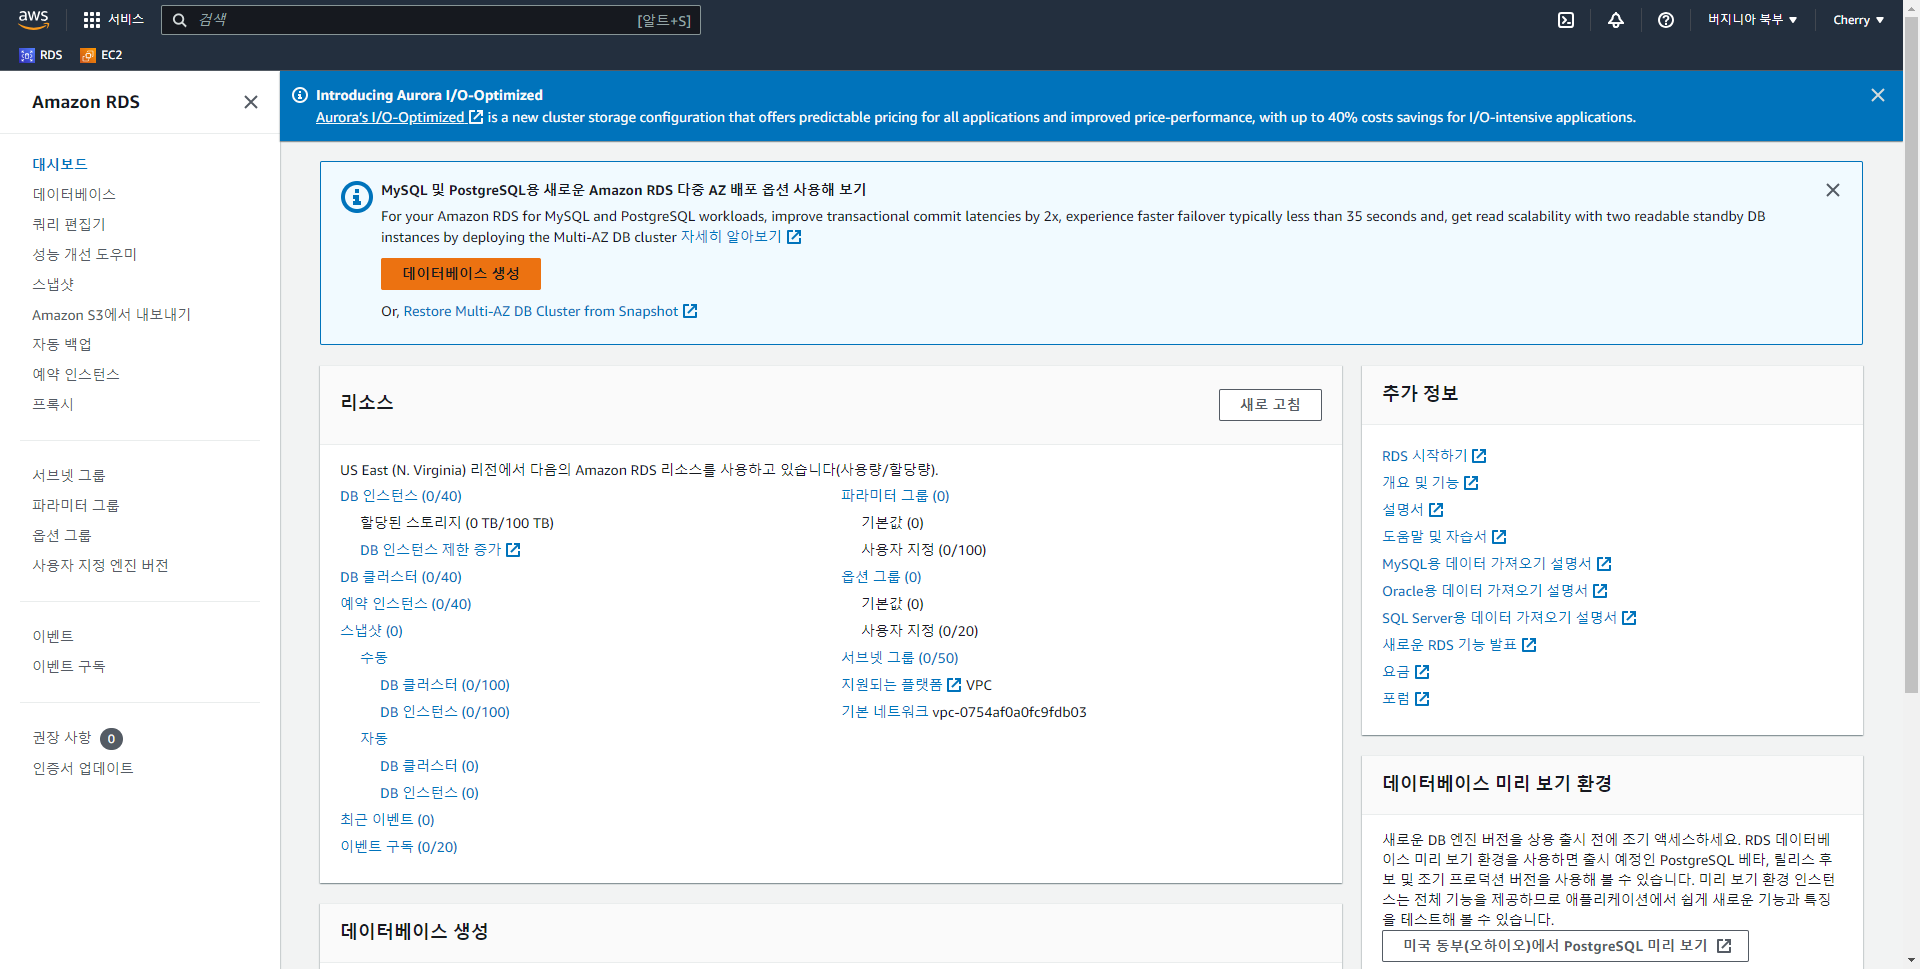 aws
서비스
검색
[알트+S]
버지니아 북부
Cherry
RDS
EC2
Amazon RDS
대시보드
데이터베이스
쿼리 편집기
성능 개선 도우미
스냅샷
Amazon S3에서 내보내기
자동 백업
예약 인스턴스
프록시
서브넷 그룹
파라미터 그룹
옵션 그룹
사용자 지정 엔진 버전
이벤트
이벤트 구독
권장 사항 0
인증서 업데이트
Introducing Aurora I/O-Optimized
Aurora's I/O-Optimized is a new cluster storage configuration that offers predictable pricing for all applications and improved price-performance, with up to 40% costs savings for I/O-intensive applications.
MySQL 및 PostgreSQL용 새로운 Amazon RDS 다중 AZ 배포 옵션 사용해 보기
For your Amazon RDS for MySQL and PostgreSQL workloads, improve transactional commit latencies by 2x, experience faster failover typically less than 35 seconds and, get read scalability with two readable standby DB
instances by deploying the Multi-AZ DB cluster 자세히 알아보기
데이터베이스 생성
Or, Restore Multi-AZ DB Cluster from Snapshot
리소스
새로 고침
US East (N. Virginia) 리전에서 다음의 Amazon RDS 리소스를 사용하고 있습니다(사용량/할당량).
DB 인스턴스 (0/40)
할당된 스토리지 (0 TB/100 TB)
DB 인스턴스 제한 증가
DB 클러스터 (0/40)
예약 인스턴스 (0/40)
스냅샷 (0)
수동
DB 클러스터 (0/100)
DB 인스턴스 (0/100)
자동
DB 클러스터 (0)
DB 인스턴스 (0)
최근 이벤트 (0)
이벤트 구독 (0/20)
파라미터 그룹 (0)
기본값 (0)
사용자 지정 (0/100)
옵션 그룹 (0)
기본값 (0)
사용자 지정 (0/20)
서브넷 그룹 (0/50)
지원되는 플랫폼 VPC
기본 네트워크 vpc-0754af0a0fc9fdb03
데이터베이스 생성
추가 정보
RDS 시작하기
개요 및 기능
설명서
도움말 및 자습서
MySQL용 데이터 가져오기 설명서
Oracle용 데이터 가져오기 설명서
SQL Server용 데이터 가져오기 설명서
새로운 RDS 기능 발표
요금
포럼
데이터베이스 미리 보기 환경
새로운 DB 엔진 버전을 상용 출시 전에 조기 액세스하세요. RDS 데이터베
이스 미리 보기 환경을 사용하면 출시 예정인 PostgreSQL 베타, 릴리스 후
보 및 조기 프로덕션 버전을 사용해 볼 수 있습니다. 미리 보기 환경 인스턴
스는 전체 기능을 제공하므로 애플리케이션에서 쉽게 새로운 기능과 특징
을 테스트해 볼 수 있습니다.
미국 동부(오하이오)에서 PostgreSQL 미리 보기